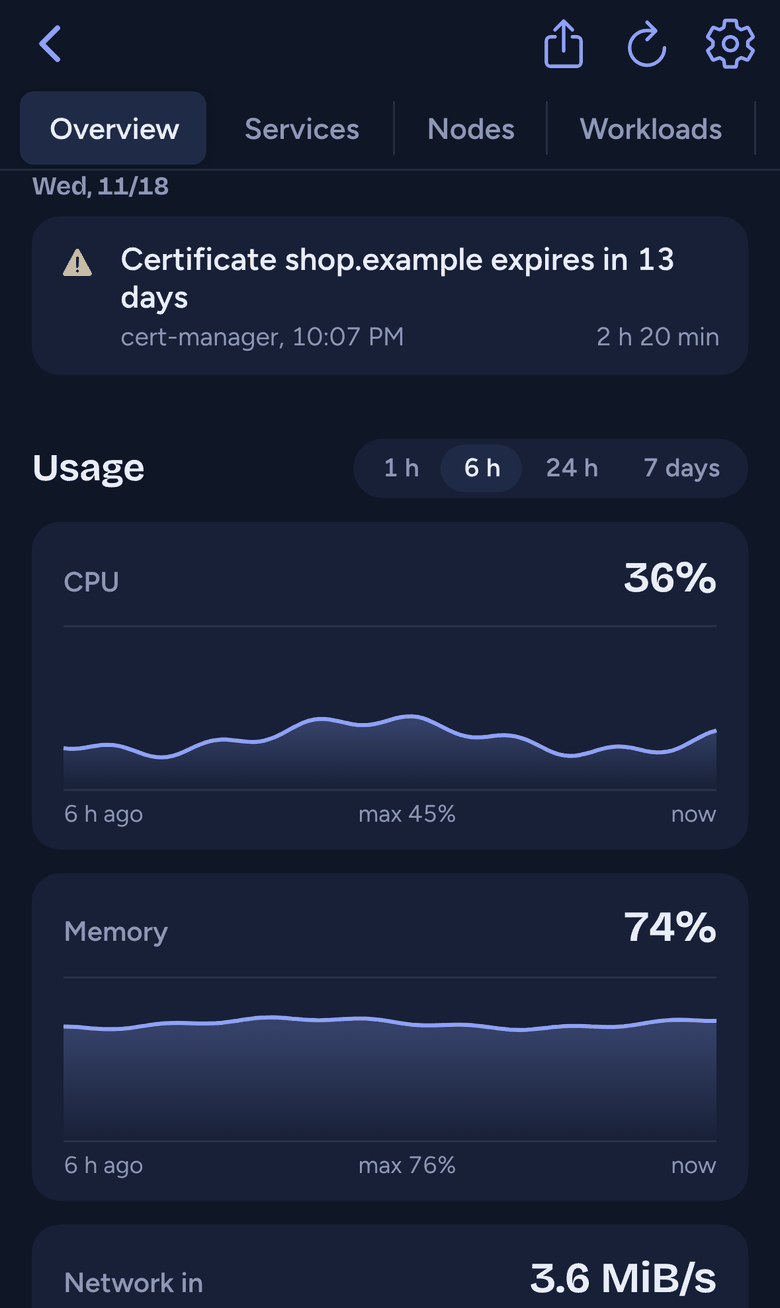 Overview
Services
Nodes
Workloads
Wed, 11/18
Certificate shop.example expires in 13
days
cert-manager, 10:07 PM
2 h 20 min
Usage
1 h
6 h
24 h
7 days
CPU
36%
6 h ago
max 45%
now
Memory
74%
6 h ago
max 76%
now
Network in
3.6 MiB/s